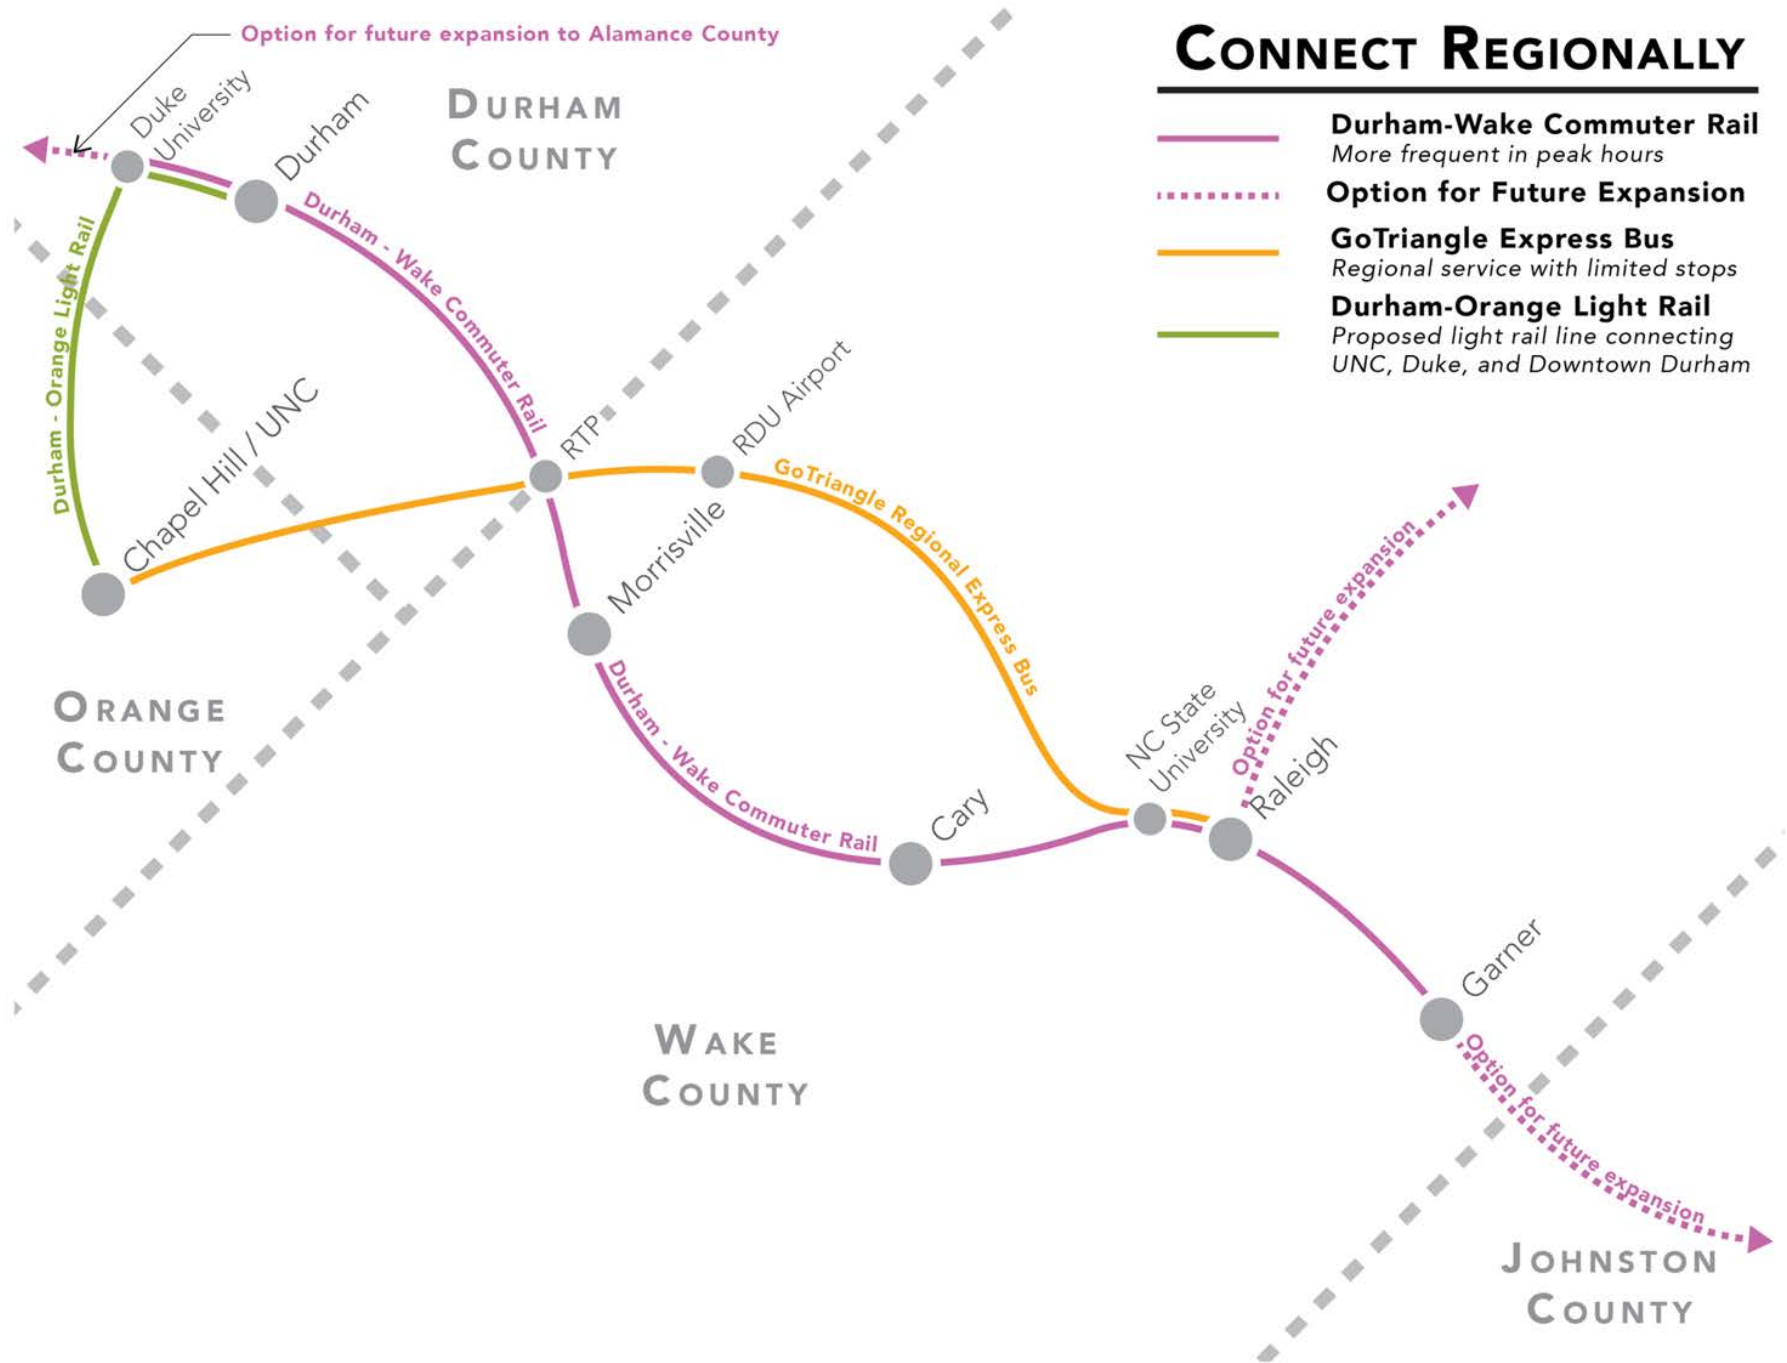 CONNECT REGIONALLY
Durham-Wake Commuter Rail
More frequent in peak hours
Option for Future Expansion
GoTriangle Express Bus
Regional service with limited stops
Durham-Orange Light Rail
Proposed light rail line connecting
UNC, Duke, and Downtown Durham
Option for future expansion to Alamance County
Duke
University
Durham
DURHAM
COUNTY
Durham - Wake Commuter Rail
Durham - Orange Light Rail
Chapel Hill / UNC
RTP
RDU Airport
GoTriangle Regional Express Bus
Morrisville
ORANGE
COUNTY
Durham - Wake Commuter Rail
Cary
NC State
University
Option for future expansion
Raleigh
Garner
WAKE
COUNTY
Option for future expansion
JOHNSTON
COUNTY